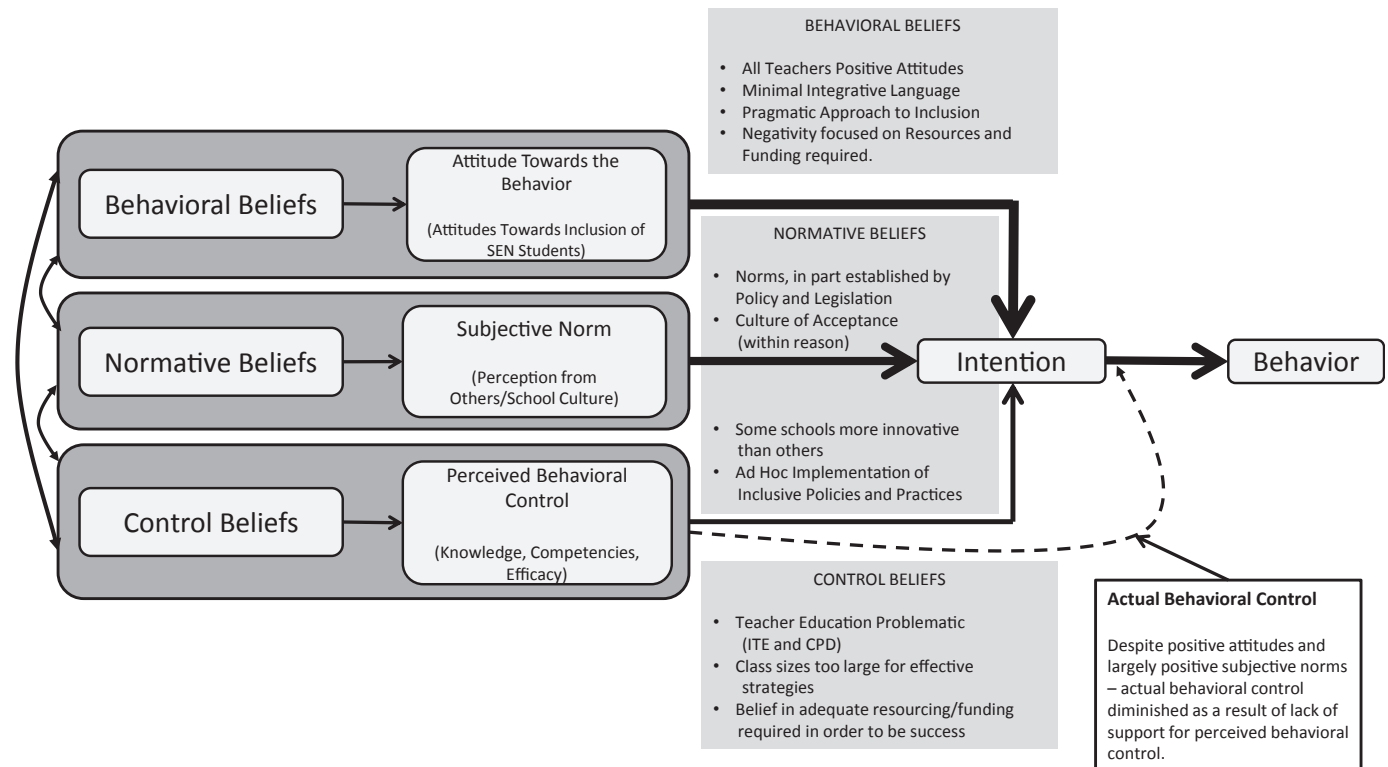 BEHAVIORAL BELIEFS
• All Teachers Positive Attitudes
• Minimal Integrative Language
• Pragmatic Approach to Inclusion
• Negativity focused on Resources and
Funding required.
Behavioral Beliefs
Attitude Towards the
Behavior
(Attitudes Towards Inclusion of
SEN Students)
NORMATIVE BELIEFS
• Norms, in part established by
Policy and Legislation
• Culture of Acceptance
(within reason)
• Some schools more innovative
than others
• Ad Hoc Implementation of
Inclusive Policies and Practices
Normative Beliefs
Subjective Norm
(Perception from
Others/School Culture)
Intention
Behavior
Control Beliefs
Perceived Behavioral
Control
(Knowledge, Competencies,
Efficacy)
CONTROL BELIEFS
• Teacher Education Problematic
(ITE and CPD)
• Class sizes too large for effective
strategies
• Belief in adequate resourcing/funding
required in order to be success
Actual Behavioral Control
Despite positive attitudes and
largely positive subjective norms
– actual behavioral control
diminished as a result of lack of
support for perceived behavioral
control.